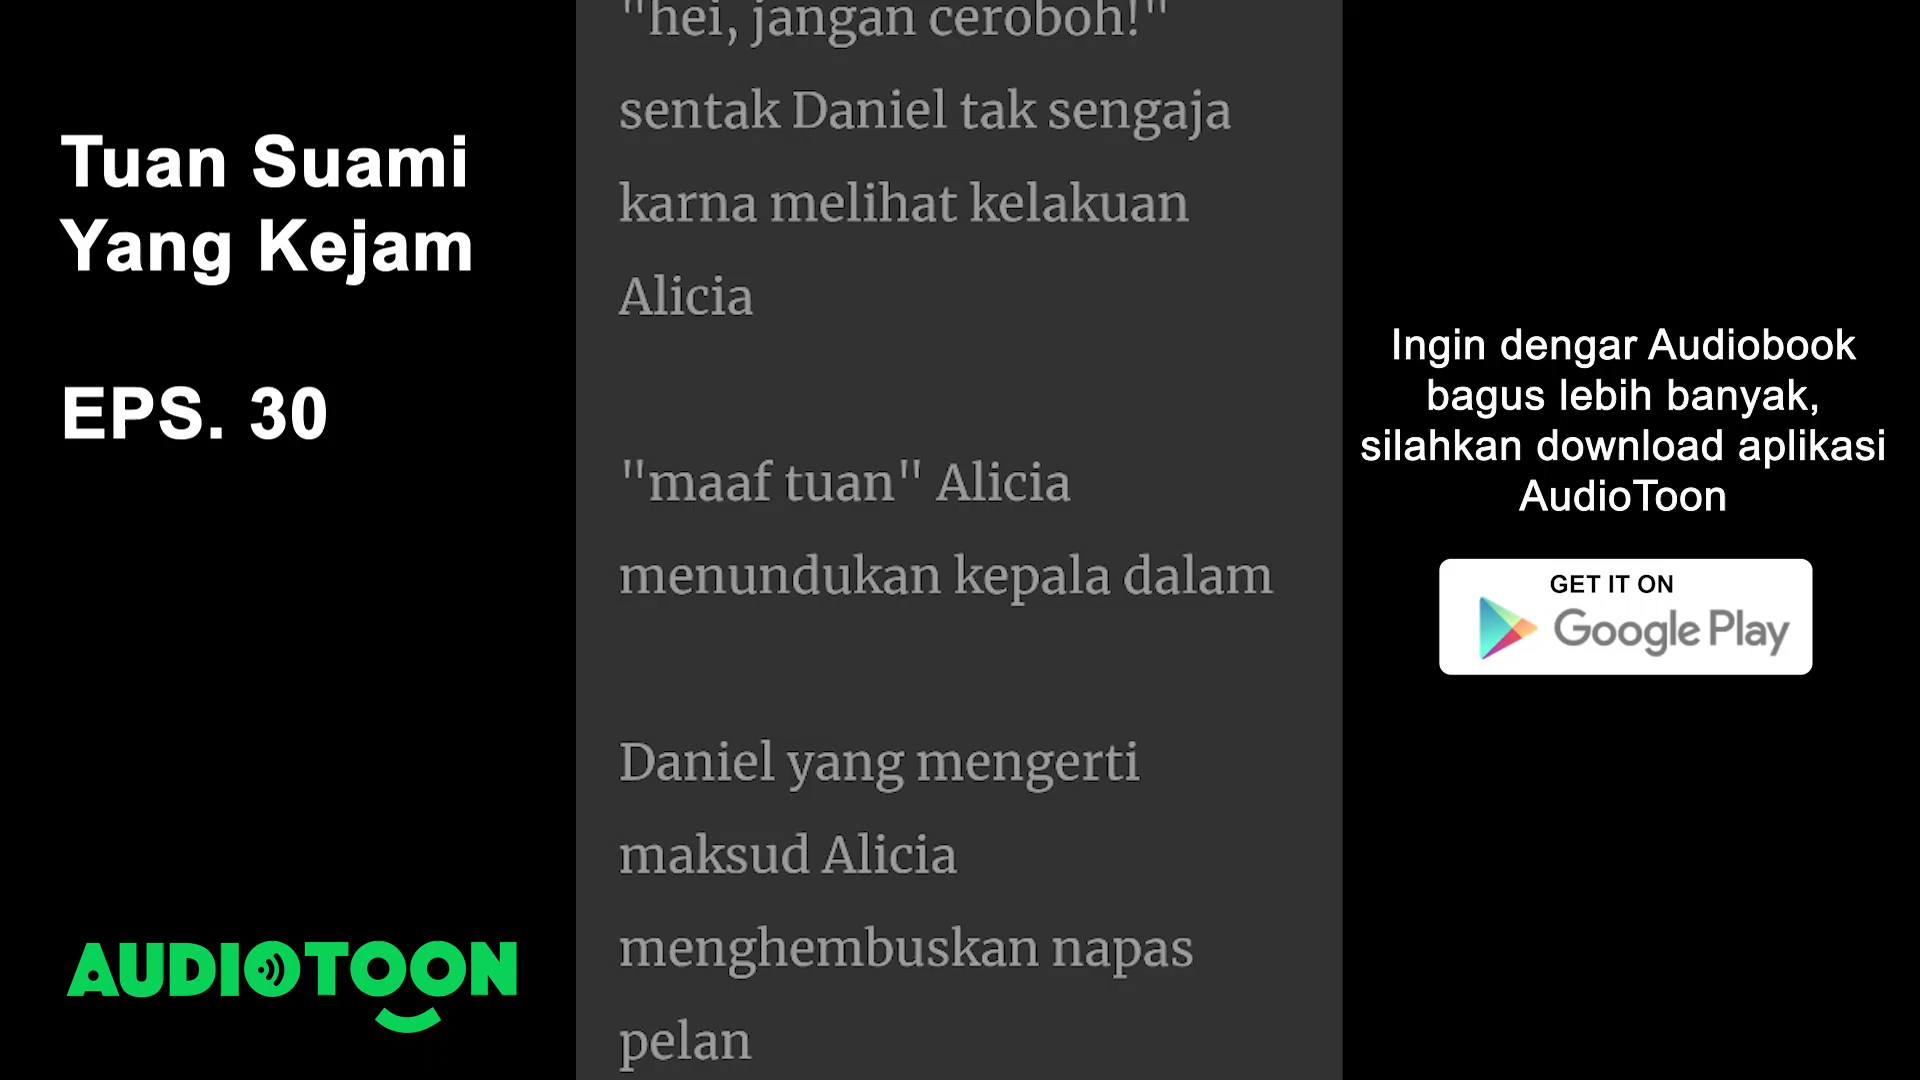 Tuan Suami
Yang Kejam
EPS. 30
AUDIOTOON
"hei, jangan ceroboh!"
sentak Daniel tak sengaja
karna melihat kelakuan
Alicia
"maaf tuan" Alicia
menundukan kepala dalam
Daniel yang mengerti
maksud Alicia
menghembuskan napas
pelan
Ingin dengar Audiobook
bagus lebih banyak,
silahkan download aplikasi
AudioToon
GET IT ON
Google Play